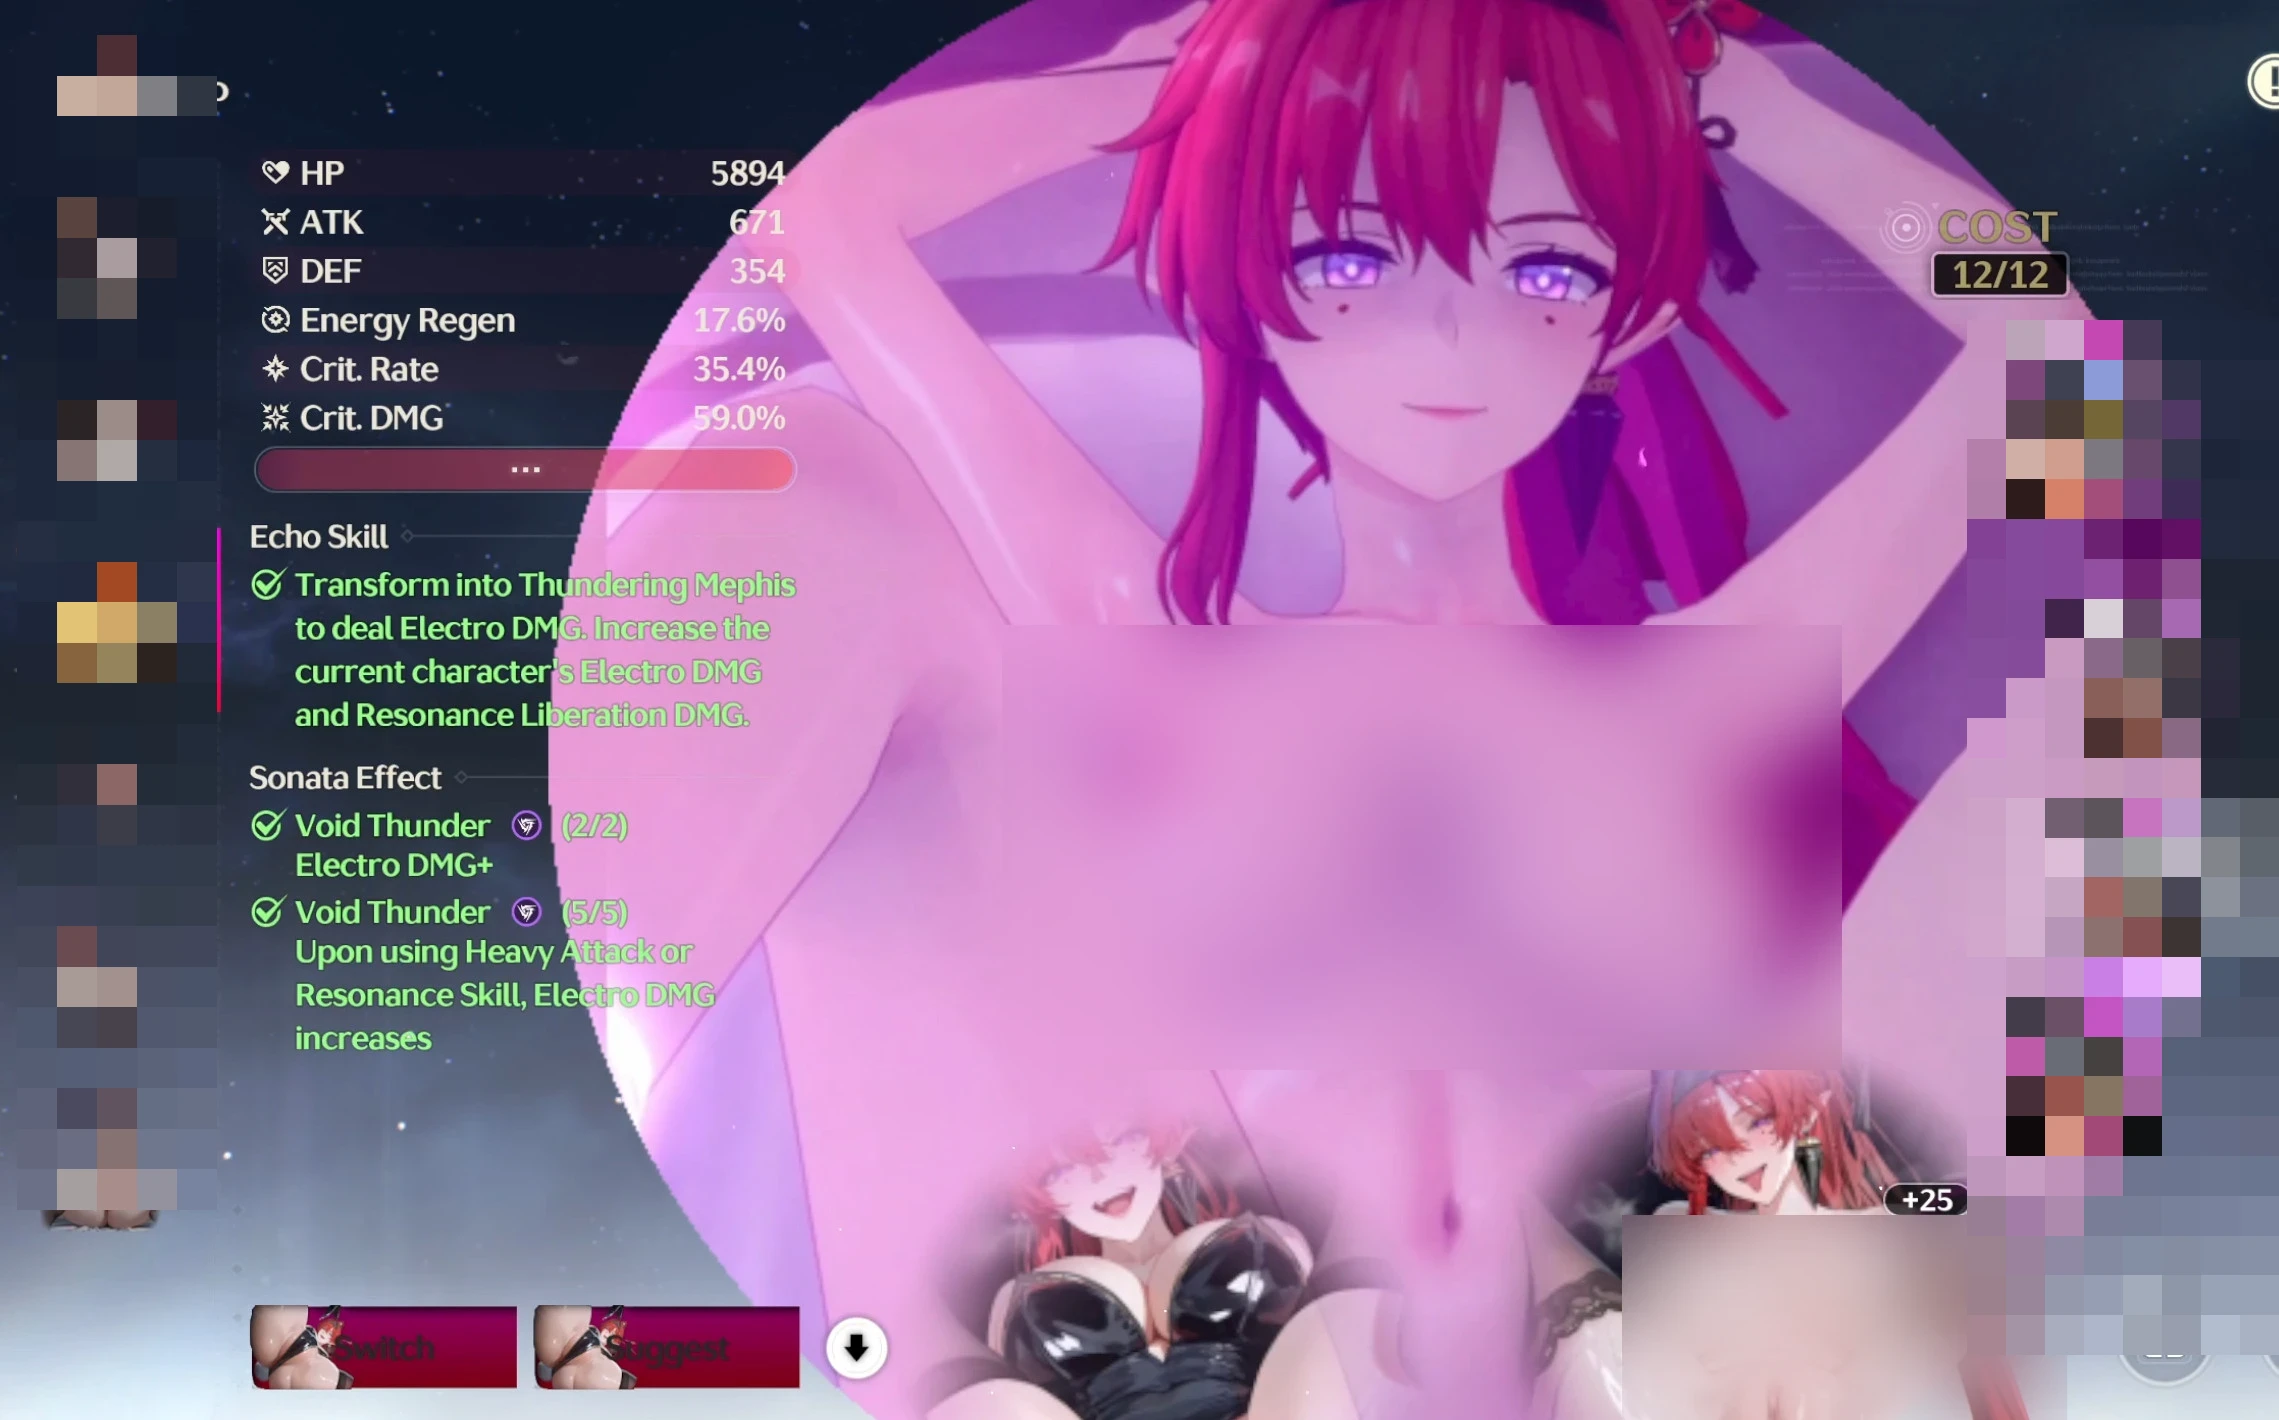 HP 5894
ATK 671
DEF 354
Energy Regen 17.6%
Crit. Rate 35.4%
Crit. DMG 59.0%
...
Echo Skill
Transform into Thundering Mephis
to deal Electro DMG. Increase the
current character's Electro DMG
and Resonance Liberation DMG.
Sonata Effect
Void Thunder (2/2)
Electro DMG+
Void Thunder (5/5)
Upon using Heavy Attack or
Resonance Skill, Electro DMG
increases
Switch
Suggest
COST
12/12
+25